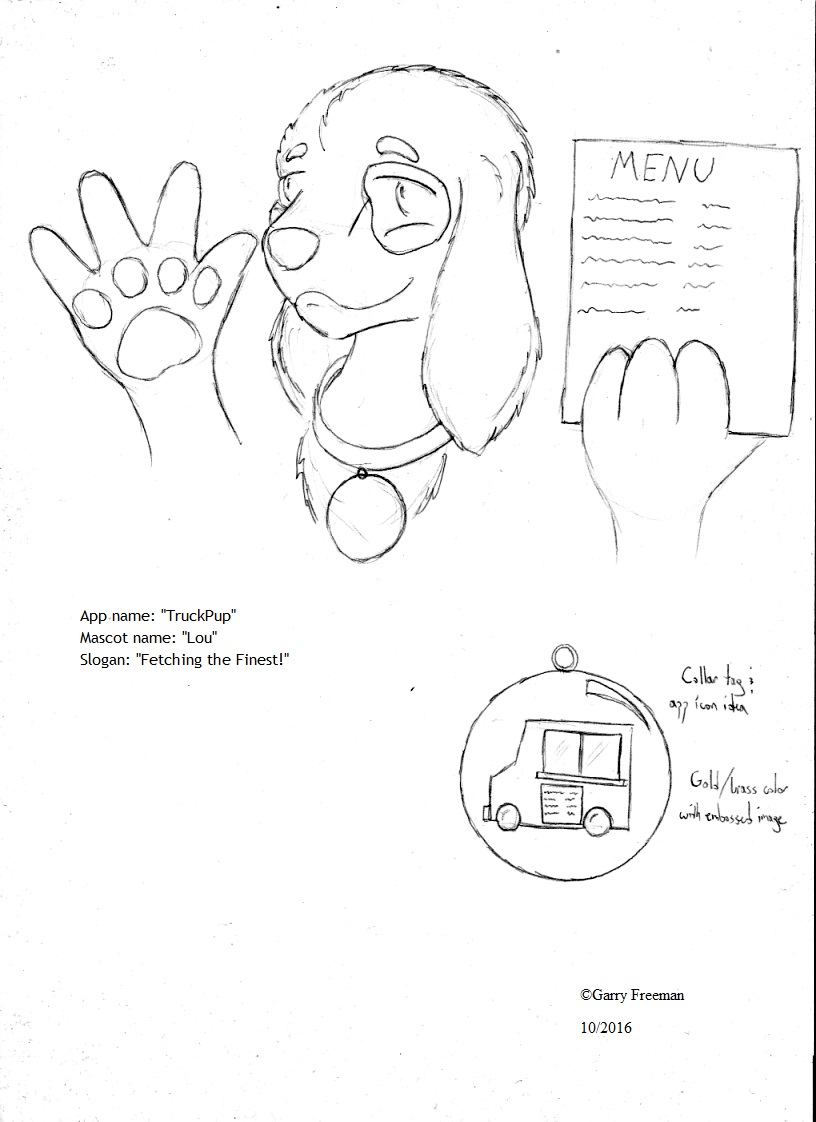 MENU
App name: "TruckPup"
Mascot name: "Lou"
Slogan: "Fetching the Finest!"
Collar tag &
app icon idea
Gold/brass color
with embossed image
©Garry Freeman
10/2016